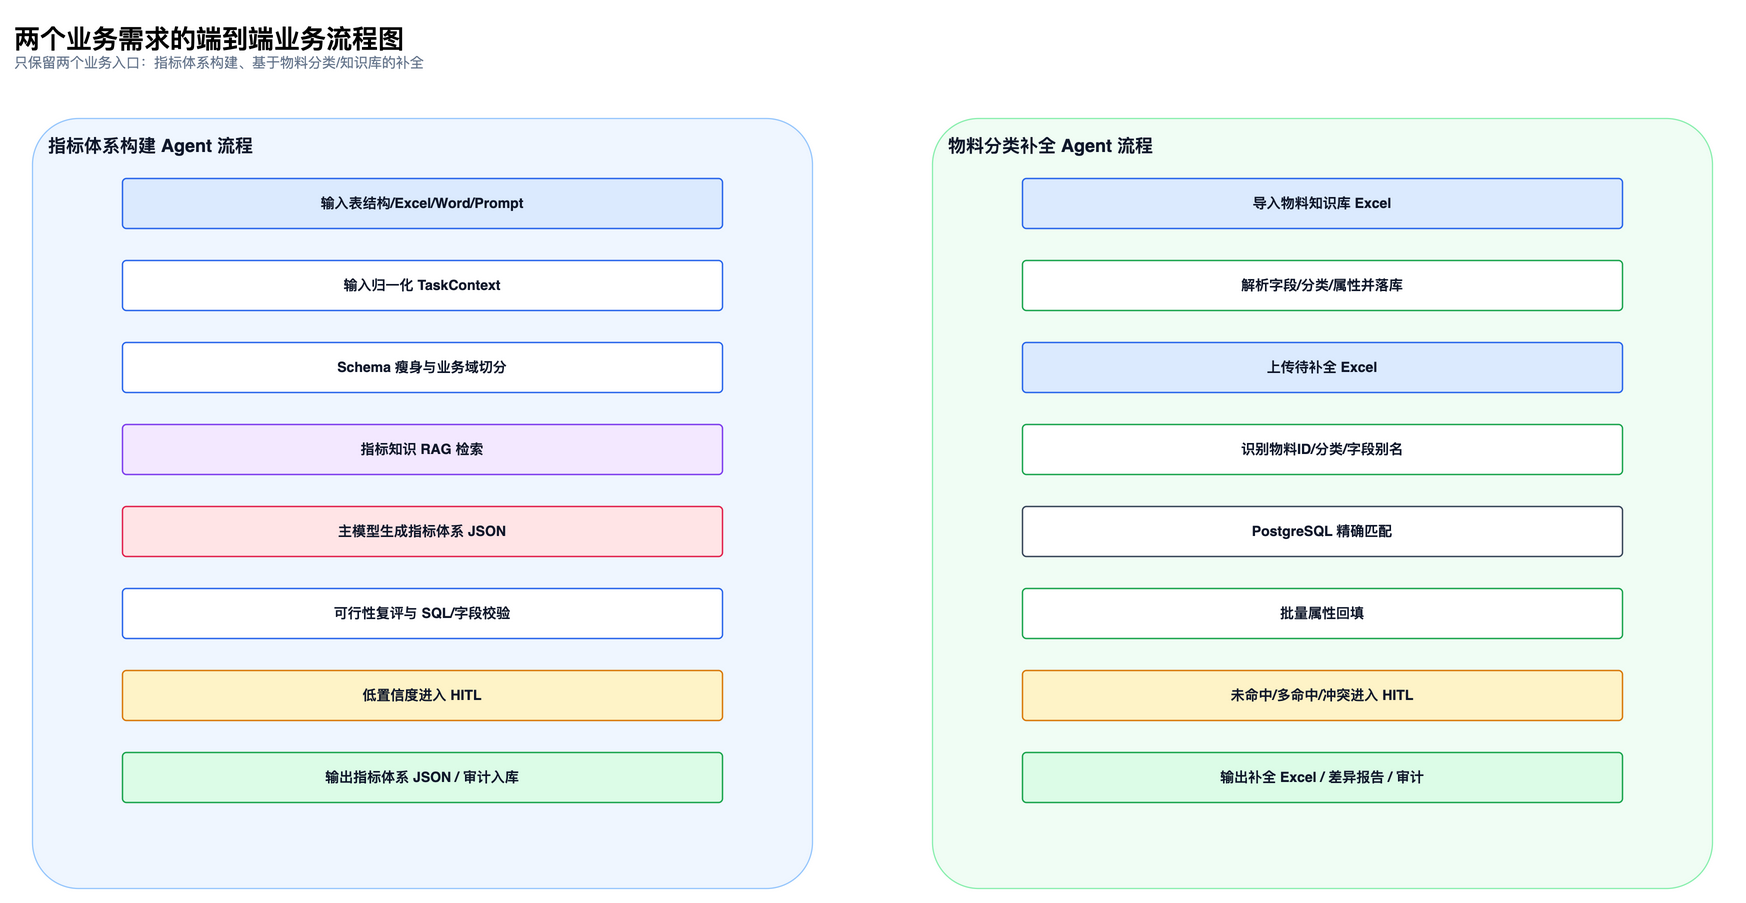 两个业务需求的端到端业务流程图
只保留两个业务入口：指标体系构建、基于物料分类/知识库的补全
指标体系构建 Agent 流程
输入表结构/Excel/Word/Prompt
输入归一化 TaskContext
Schema 瘦身与业务域切分
指标知识 RAG 检索
主模型生成指标体系 JSON
可行性复评与 SQL/字段校验
低置信度进入 HITL
输出指标体系 JSON / 审计入库
物料分类补全 Agent 流程
导入物料知识库 Excel
解析字段/分类/属性并落库
上传待补全 Excel
识别物料ID/分类/字段别名
PostgreSQL 精确匹配
批量属性回填
未命中/多命中/冲突进入 HITL
输出补全 Excel / 差异报告 / 审计